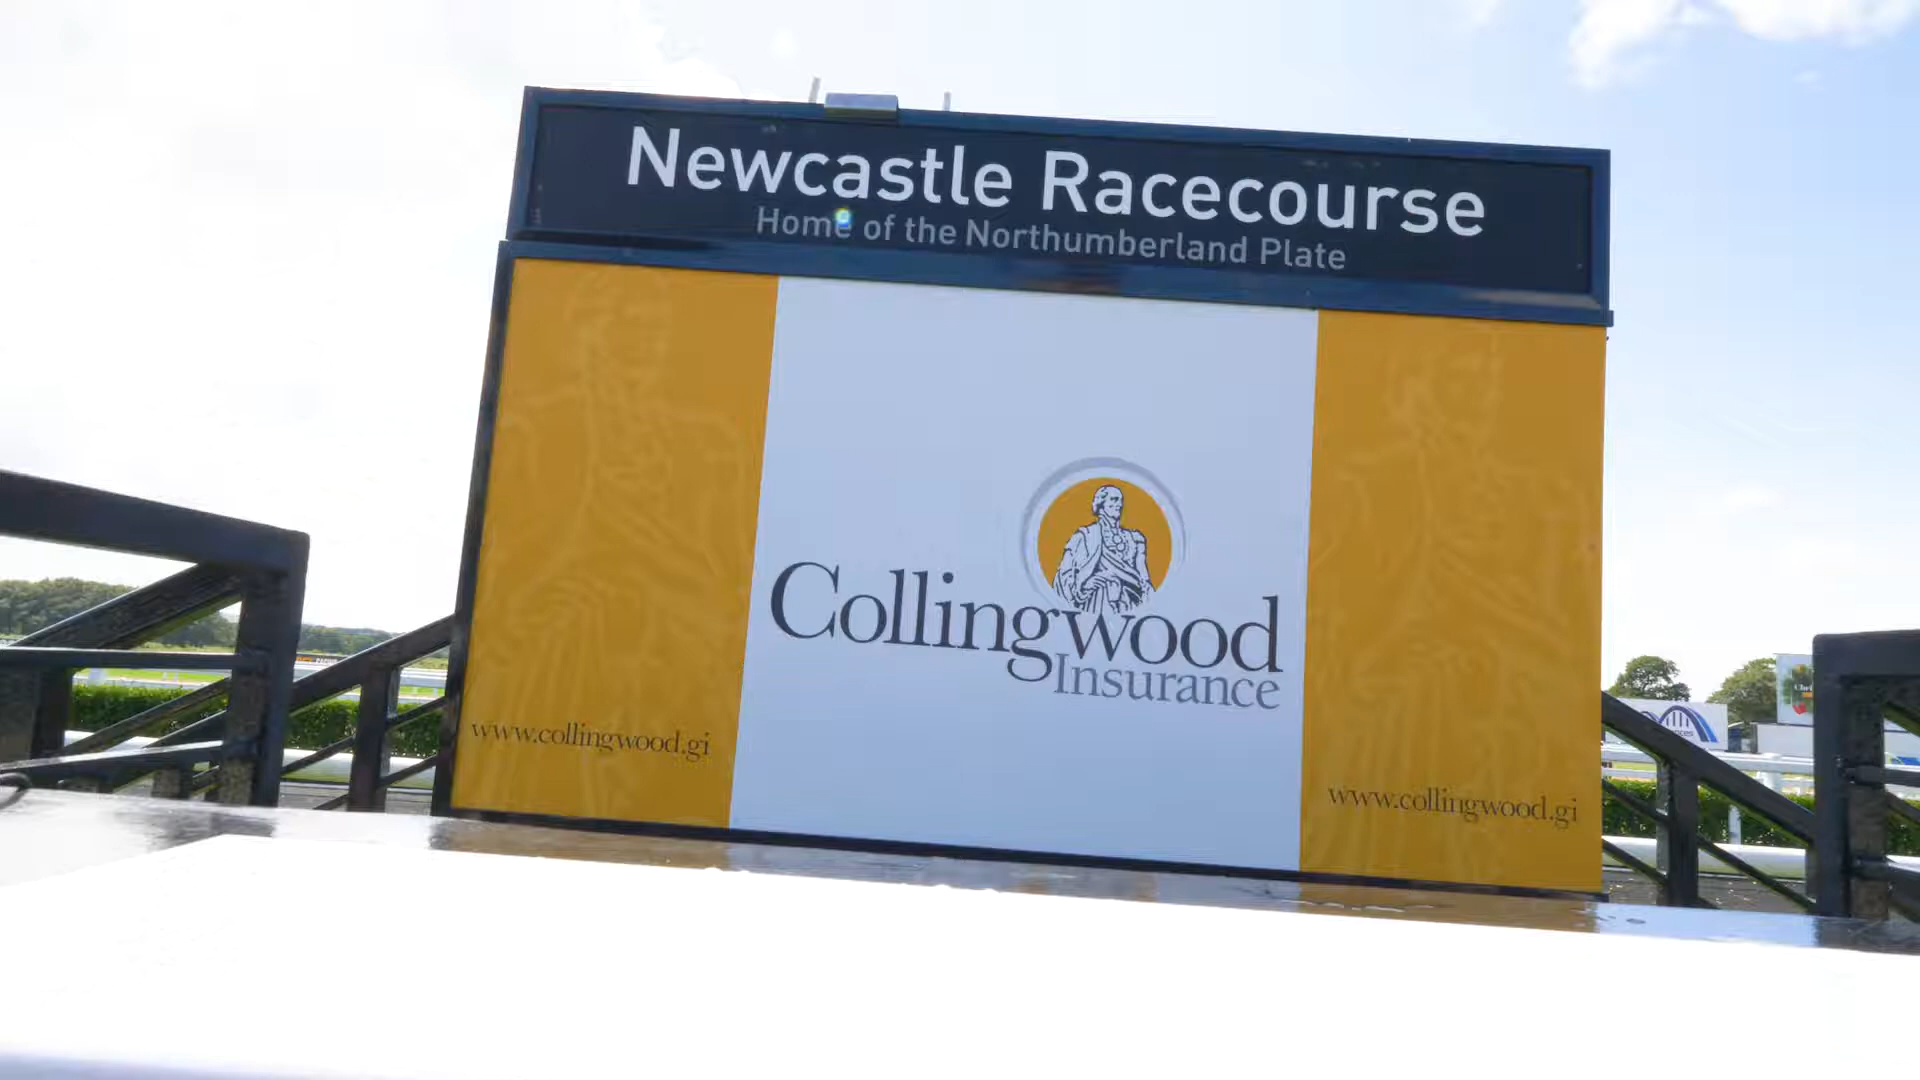 Newcastle Racecourse
Home of the Northumberland Plate
Collingwood
Insurance
www.collingwood.gi
www.collingwood.gi